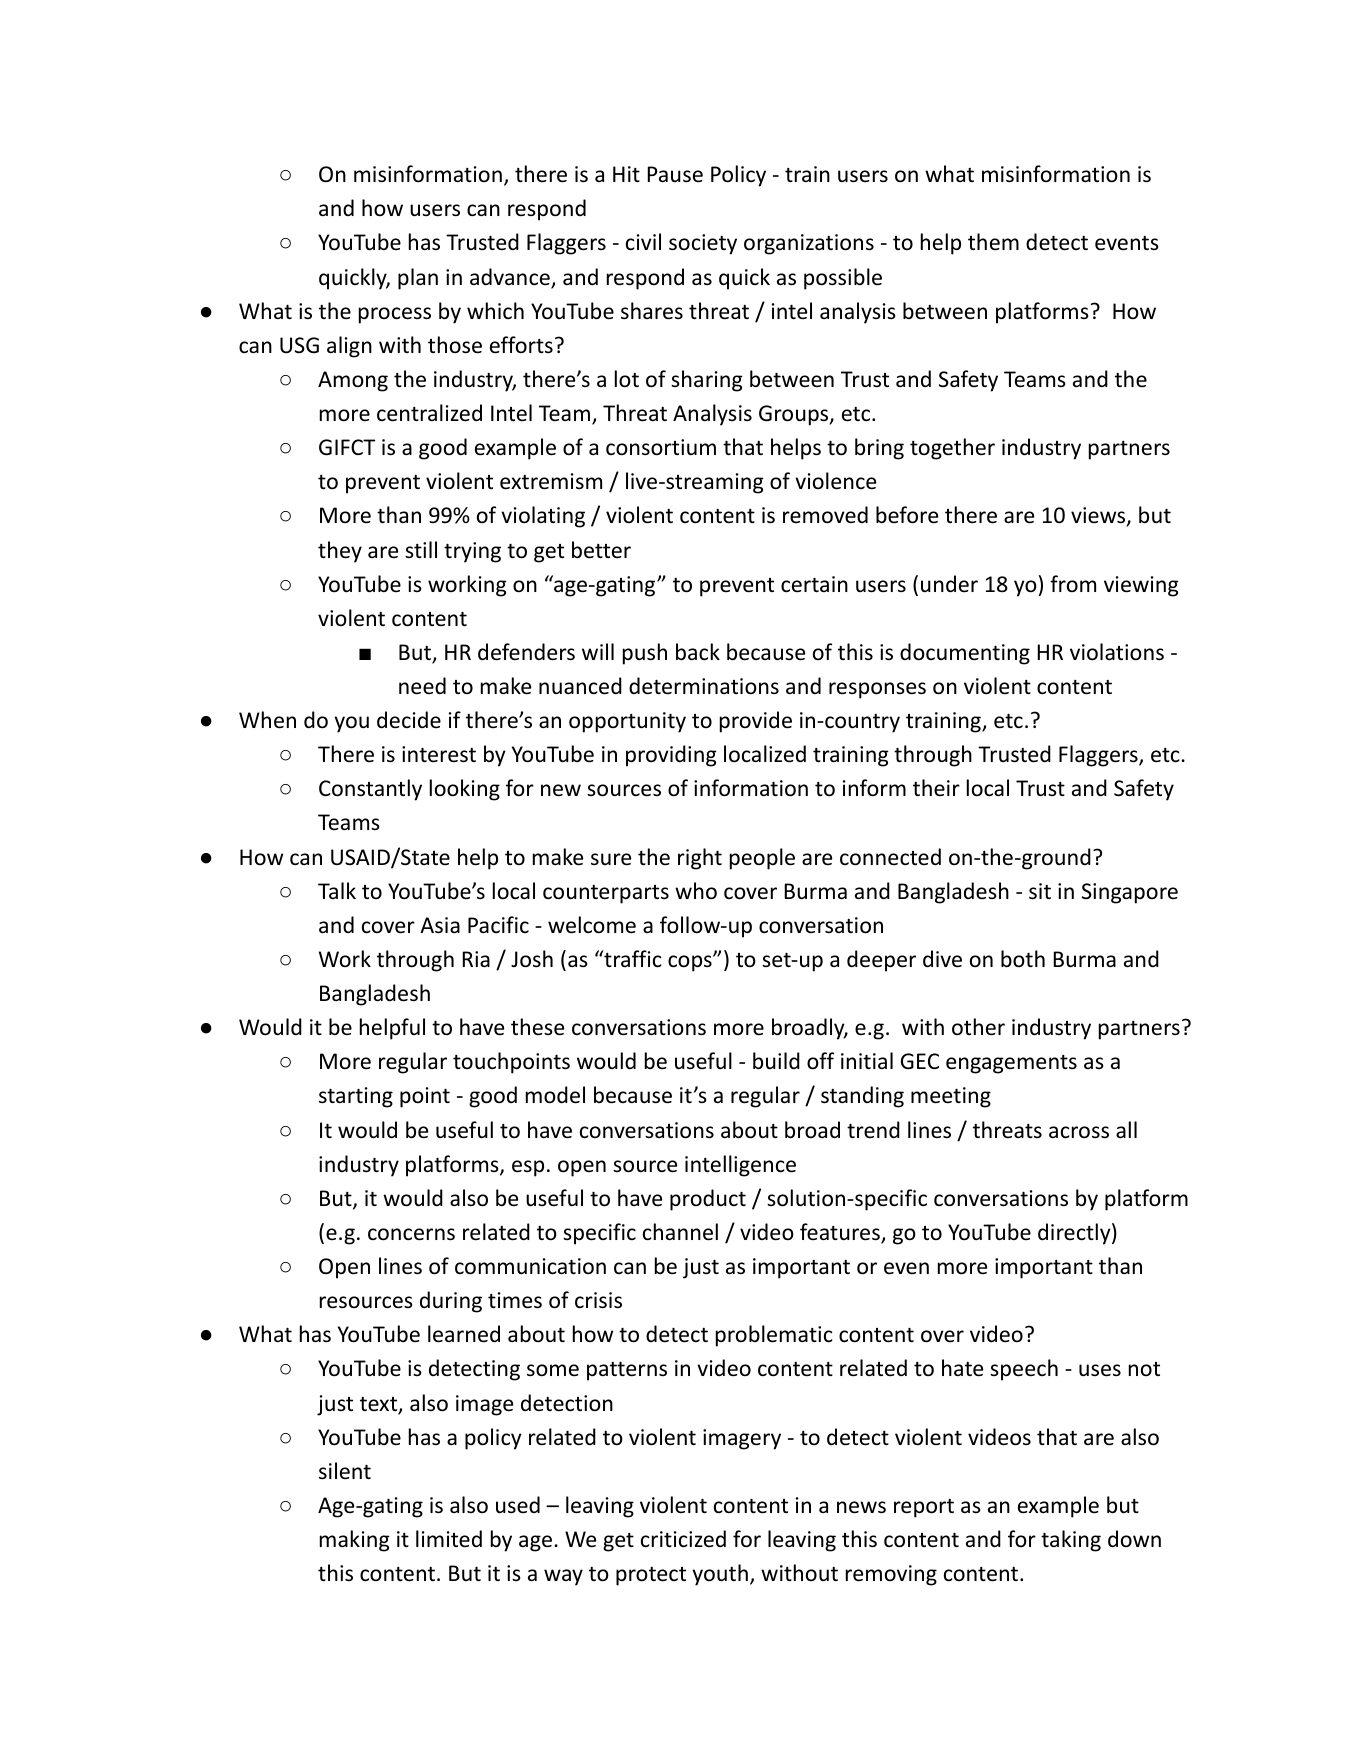 ○ On misinformation, there is a Hit Pause Policy - train users on what misinformation is
and how users can respond
○ YouTube has Trusted Flaggers - civil society organizations - to help them detect events
quickly, plan in advance, and respond as quick as possible
● What is the process by which YouTube shares threat / intel analysis between platforms?  How
can USG align with those efforts?
○ Among the industry, there’s a lot of sharing between Trust and Safety Teams and the
more centralized Intel Team, Threat Analysis Groups, etc.
○ GIFCT is a good example of a consortium that helps to bring together industry partners
to prevent violent extremism / live-streaming of violence
○ More than 99% of violating / violent content is removed before there are 10 views, but
they are still trying to get better
○ YouTube is working on “age-gating” to prevent certain users (under 18 yo) from viewing
violent content
■ But, HR defenders will push back because of this is documenting HR violations -
need to make nuanced determinations and responses on violent content
● When do you decide if there’s an opportunity to provide in-country training, etc.?
○ There is interest by YouTube in providing localized training through Trusted Flaggers, etc.
○ Constantly looking for new sources of information to inform their local Trust and Safety
Teams
● How can USAID/State help to make sure the right people are connected on-the-ground?
○ Talk to YouTube’s local counterparts who cover Burma and Bangladesh - sit in Singapore
and cover Asia Pacific - welcome a follow-up conversation
○ Work through Ria / Josh (as “traffic cops”) to set-up a deeper dive on both Burma and
Bangladesh
● Would it be helpful to have these conversations more broadly, e.g.  with other industry partners?
○ More regular touchpoints would be useful - build off initial GEC engagements as a
starting point - good model because it’s a regular / standing meeting
○ It would be useful to have conversations about broad trend lines / threats across all
industry platforms, esp. open source intelligence
○ But, it would also be useful to have product / solution-specific conversations by platform
(e.g. concerns related to specific channel / video features, go to YouTube directly)
○ Open lines of communication can be just as important or even more important than
resources during times of crisis
● What has YouTube learned about how to detect problematic content over video?
○ YouTube is detecting some patterns in video content related to hate speech - uses not
just text, also image detection
○ YouTube has a policy related to violent imagery - to detect violent videos that are also
silent
○ Age-gating is also used – leaving violent content in a news report as an example but
making it limited by age. We get criticized for leaving this content and for taking down
this content. But it is a way to protect youth, without removing content.